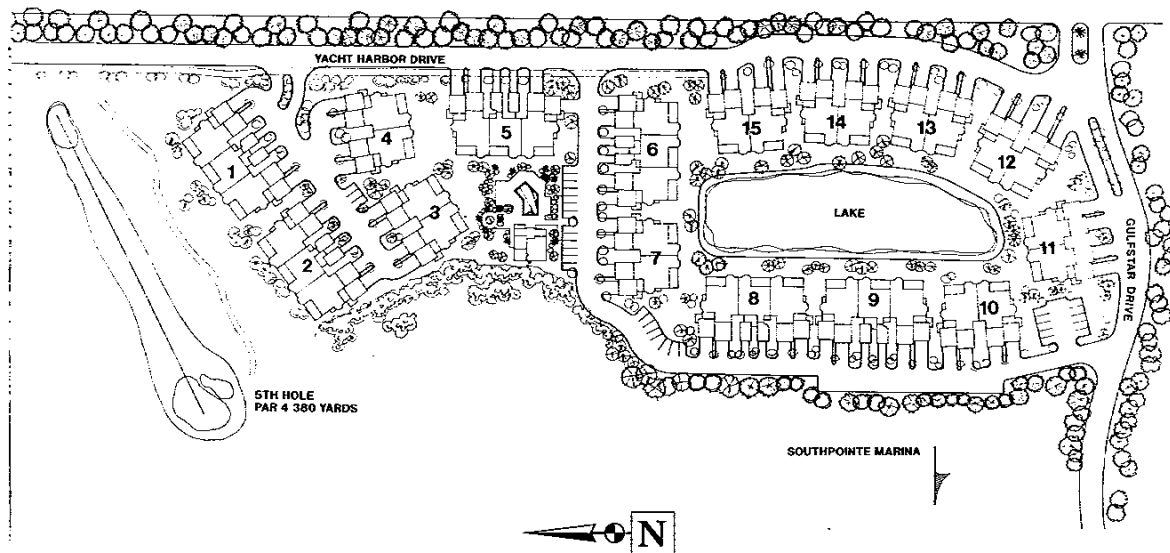 YACHT HARBOR DRIVE
1
2
3
4
5
6
7
8
9
10
11
12
13
14
15
LAKE
GULFSTAR DRIVE
5TH HOLE
PAR 4 380 YARDS
SOUTHPOINTE MARINA
N